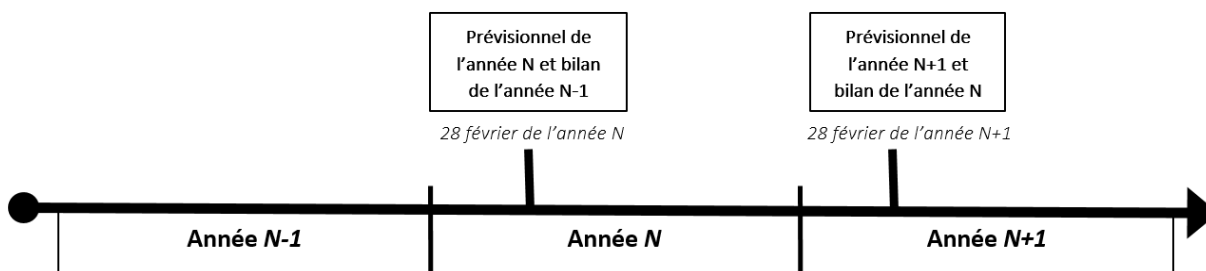 Prévisionnel de
l’année N et bilan
de l’année N-1
28 février de l’année N
Prévisionnel de
l’année N+1 et
bilan de l’année N
28 février de l’année N+1
Année N-1
Année N
Année N+1